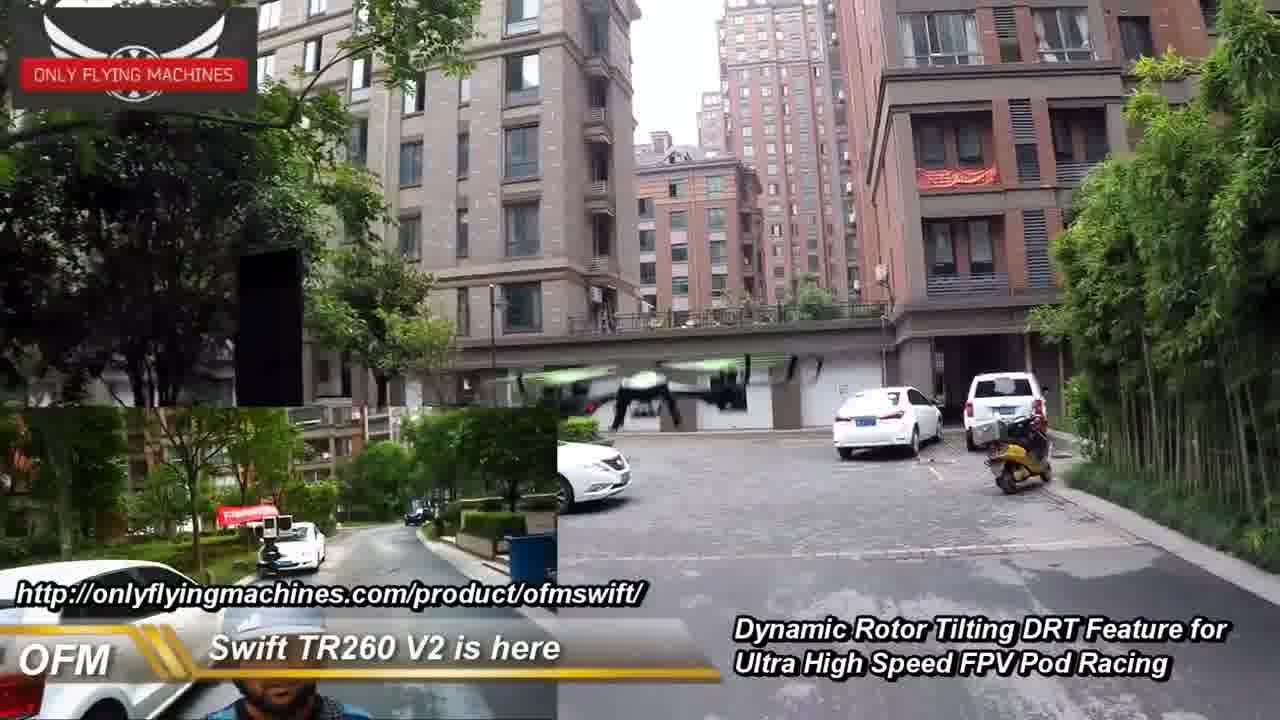 ONLY FLYING MACHINES
http://onlyflyingmachines.com/product/ofmswift/
OFM
Swift TR260 V2 is here
Dynamic Rotor Tilting DRT Feature for
Ultra High Speed FPV Pod Racing